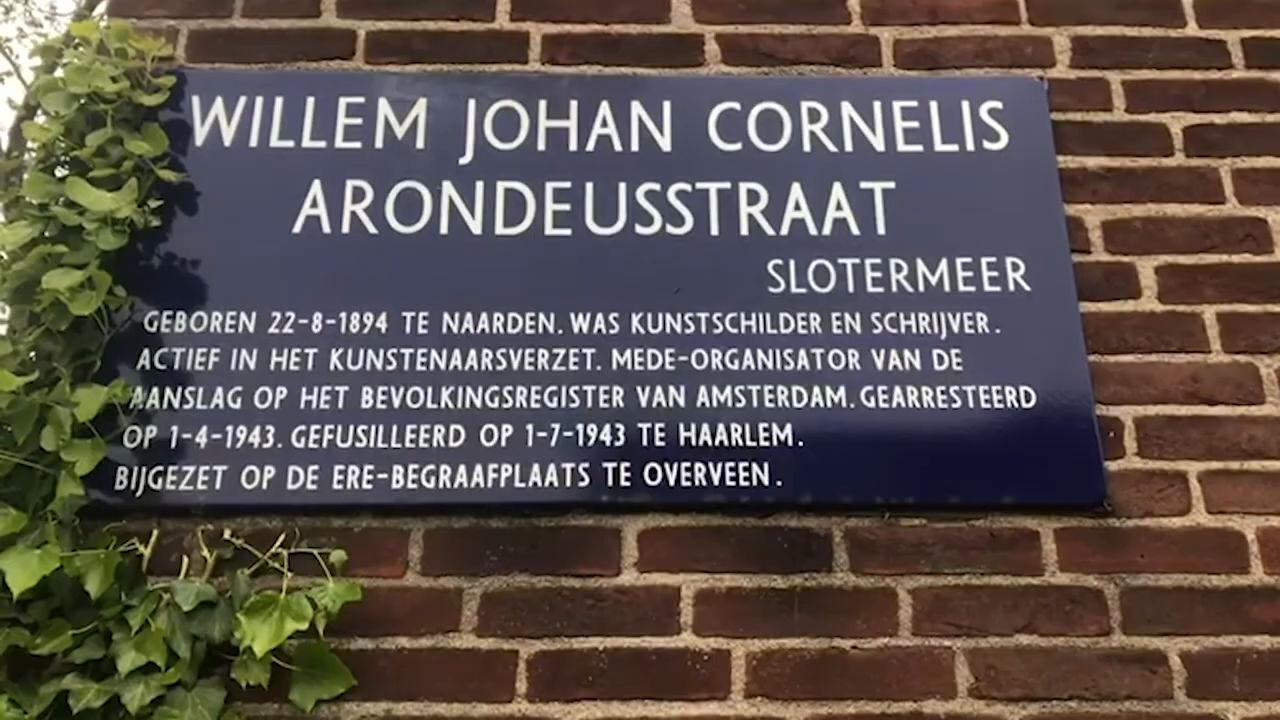 WILLEM JOHAN CORNELIS
ARONDEUSSTRAAT
SLOTERMEER
GEBOREN 22-8-1894 TE NAARDEN. WAS KUNSTSCHILDER EN SCHRIJVER.
ACTIEF IN HET KUNSTENAARSVERZET. MEDE-ORGANISATOR VAN DE
AANSLAG OP HET BEVOLKINGSREGISTER VAN AMSTERDAM. GEARRESTEERD
OP 1-4-1943. GEFUSILLEERD OP 1-7-1943 TE HAARLEM.
BIJGEZET OP DE ERE-BEGRAAFPLAATS TE OVERVEEN.